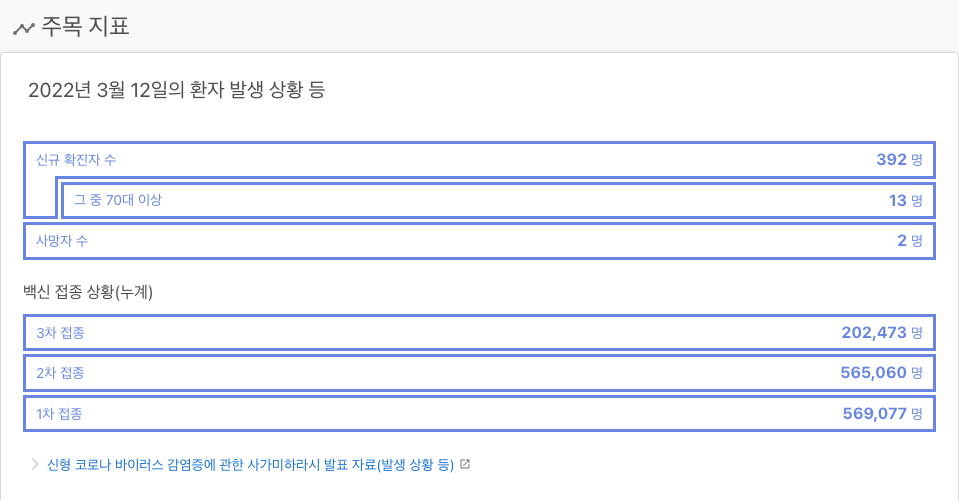 주목 지표
2022년 3월 12일의 환자 발생 상황 등
신규 확진자 수 392 명
그 중 70대 이상 13 명
사망자 수 2 명
백신 접종 상황(누계)
3차 접종 202,473 명
2차 접종 565,060 명
1차 접종 569,077 명
신형 코로나 바이러스 감염증에 관한 사가미하라시 발표 자료(발생 상황 등)